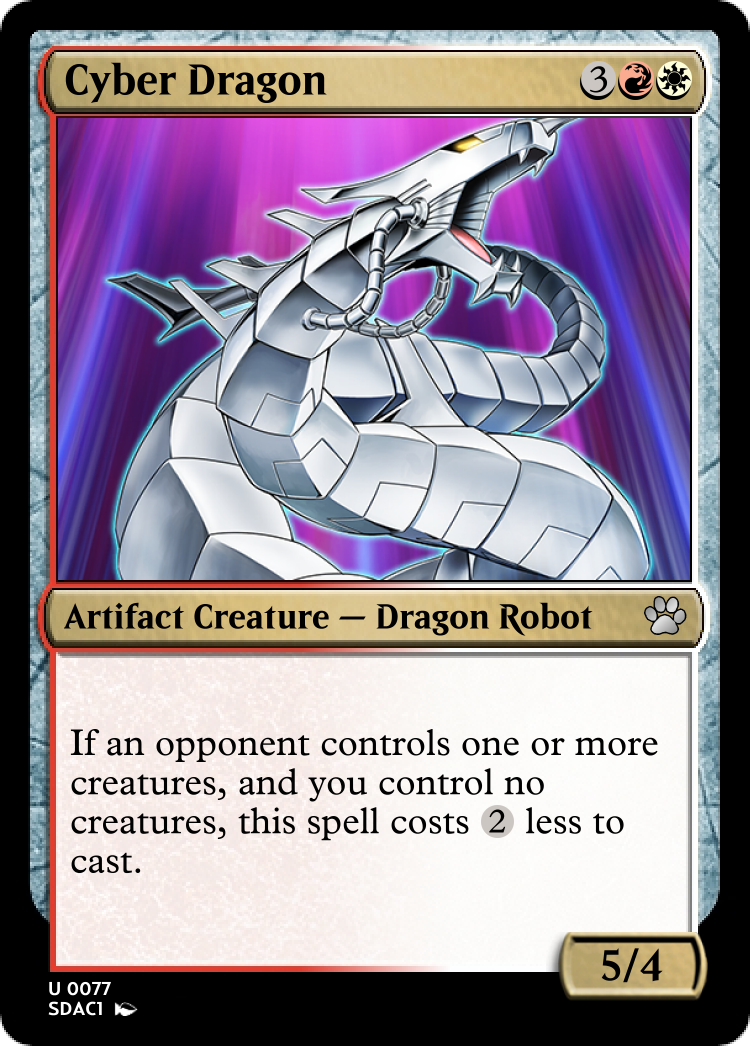 Cyber Dragon 3
Artifact Creature — Dragon Robot
If an opponent controls one or more
creatures, and you control no
creatures, this spell costs 2 less to
cast.
5/4
U 0077
SDAC1